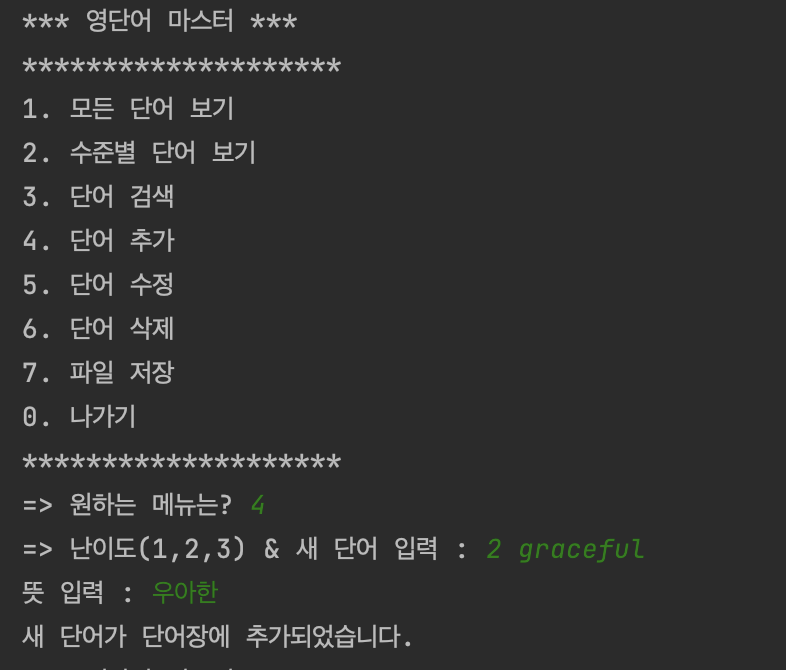 *** 영단어 마스터 ***
********************
1. 모든 단어 보기
2. 수준별 단어 보기
3. 단어 검색
4. 단어 추가
5. 단어 수정
6. 단어 삭제
7. 파일 저장
0. 나가기
********************
=> 원하는 메뉴는? 4
=> 난이도(1,2,3) & 새 단어 입력 : 2 graceful
뜻 입력 : 우아한
새 단어가 단어장에 추가되었습니다.